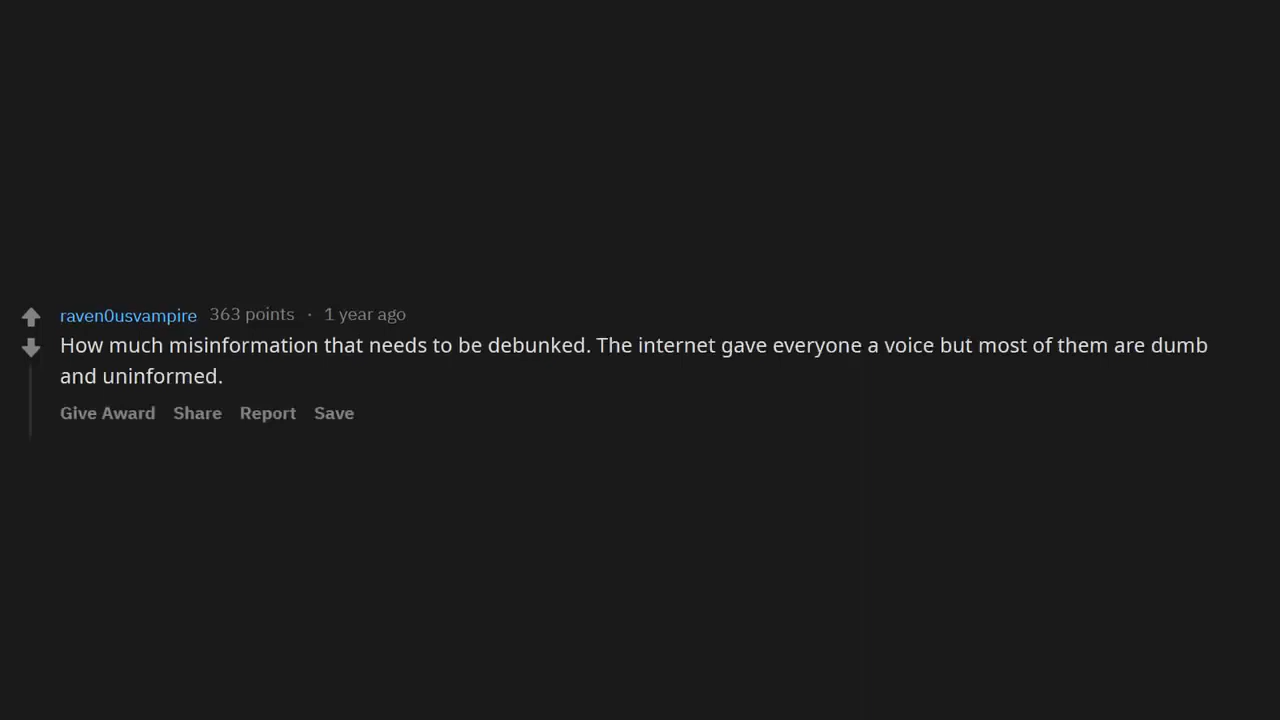 raven0usvampire 363 points · 1 year ago
How much misinformation that needs to be debunked. The internet gave everyone a voice but most of them are dumb
and uninformed.
Give Award Share Report Save